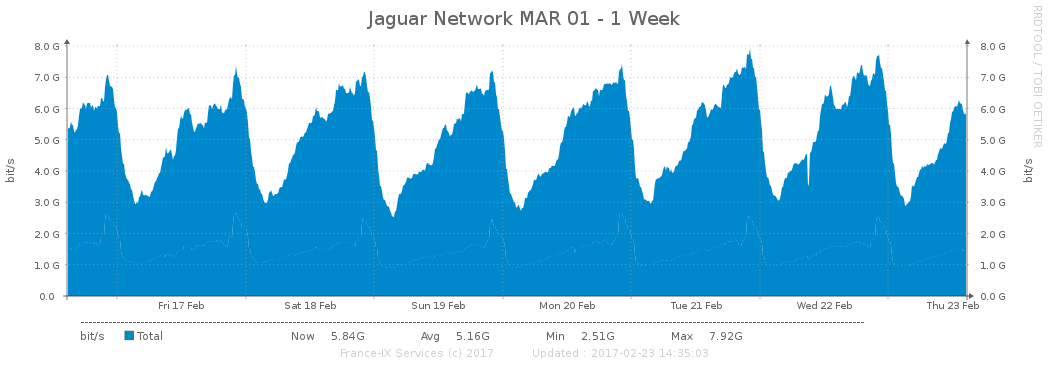 Jaguar Network MAR 01 - 1 Week
RRDTOOL / TOBI OETIKER
bit/s
8.0 G
7.0 G
6.0 G
5.0 G
4.0 G
3.0 G
2.0 G
1.0 G
0.0
8.0 G
7.0 G
6.0 G
5.0 G
4.0 G
3.0 G
2.0 G
1.0 G
0.0 G
bit/s
Fri 17 Feb Sat 18 Feb Sun 19 Feb Mon 20 Feb Tue 21 Feb Wed 22 Feb Thu 23 Feb
bit/s Total Now 5.84G Avg 5.16G Min 2.51G Max 7.92G
France-IX Services (c) 2017 Updated : 2017-02-23 14:35:03